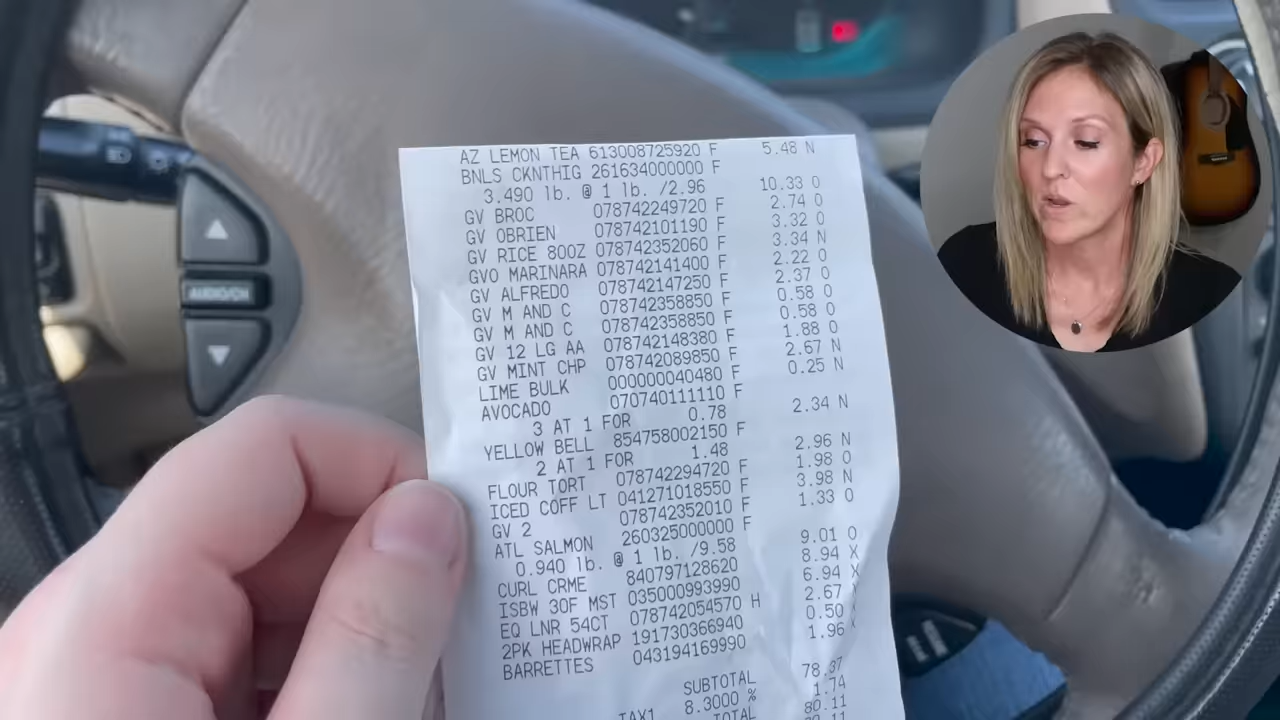 AUDIO/CH
AZ LEMON TEA 613008725920 F 5.48 N
BNLS CKNTHIG 261634000000 F
3.490 lb. @ 1 lb. /2.96 10.33 O
GV BROC 078742249720 F 2.74 O
GV OBRIEN 078742101190 F 3.32 O
GV RICE 80OZ 078742352060 F 3.34 N
GVO MARINARA 078742141400 F 2.22 O
GV ALFREDO 078742147250 F 2.37 O
GV M AND C 078742358850 F 0.58 O
GV M AND C 078742358850 F 0.58 O
GV 12 LG AA 078742148380 F 1.88 O
GV MINT CHP 078742089850 F 2.67 N
LIME BULK 000000040480 F 0.25 N
AVOCADO 070740111110 F
3 AT 1 FOR 0.78 2.34 N
YELLOW BELL 854758002150 F
2 AT 1 FOR 1.48 2.96 N
FLOUR TORT 078742294720 F 1.98 O
ICED COFF LT 041271018550 F 3.98 N
GV 2 078742352010 F 1.33 O
ATL SALMON 260325000000 F
0.940 lb. @ 1 lb. /9.58 9.01 O
CURL CRME 840797128620 8.94 X
ISBW 30F MST 035000993990 6.94 X
EQ LNR 54CT 078742054570 H 2.67
2PK HEADWRAP 191730366940 0.50
BARRETTES 043194169990 1.96
SUBTOTAL 78.37
TAX1 8.3000 % 1.74
TOTAL 80.11